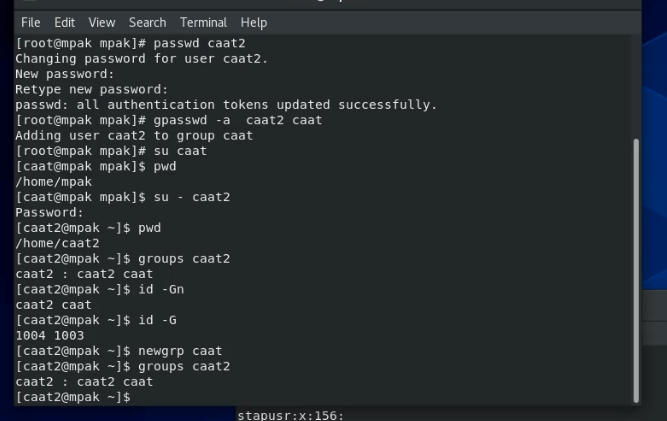 File Edit View Search Terminal Help
[root@mpak mpak]# passwd caat2
Changing password for user caat2.
New password:
Retype new password:
passwd: all authentication tokens updated successfully.
[root@mpak mpak]# gpasswd -a  caat2 caat
Adding user caat2 to group caat
[root@mpak mpak]# su caat
[caat@mpak mpak]$ pwd
/home/mpak
[caat@mpak mpak]$ su - caat2
Password:
[caat2@mpak ~]$ pwd
/home/caat2
[caat2@mpak ~]$ groups caat2
caat2 : caat2 caat
[caat2@mpak ~]$ id -Gn
caat2 caat
[caat2@mpak ~]$ id -G
1004 1003
[caat2@mpak ~]$ newgrp caat
[caat2@mpak ~]$ groups caat2
caat2 : caat2 caat
[caat2@mpak ~]$
stapusr:x:156: